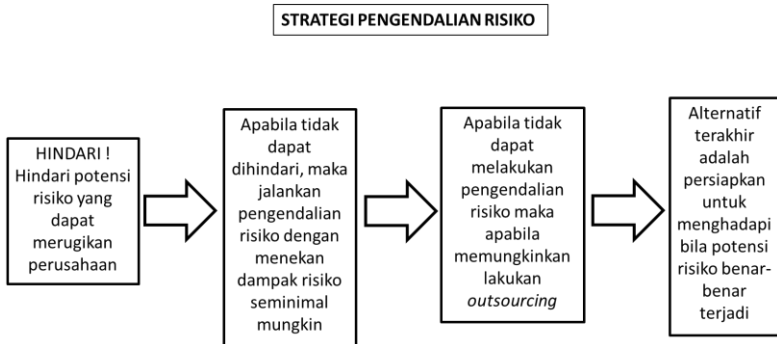 STRATEGI PENGENDALIAN RISIKO
HINDARI !
Hindari potensi
risiko yang
dapat
merugikan
perusahaan
Apabila tidak
dapat
dihindari, maka
jalankan
pengendalian
risiko dengan
menekan
dampak risiko
seminimal
mungkin
Apabila tidak
dapat
melakukan
pengendalian
risiko maka
apabila
memungkinkan
lakukan
outsourcing
Alternatif
terakhir
adalah
persiapkan
untuk
menghadapi
bila potensi
risiko benar-
benar
terjadi